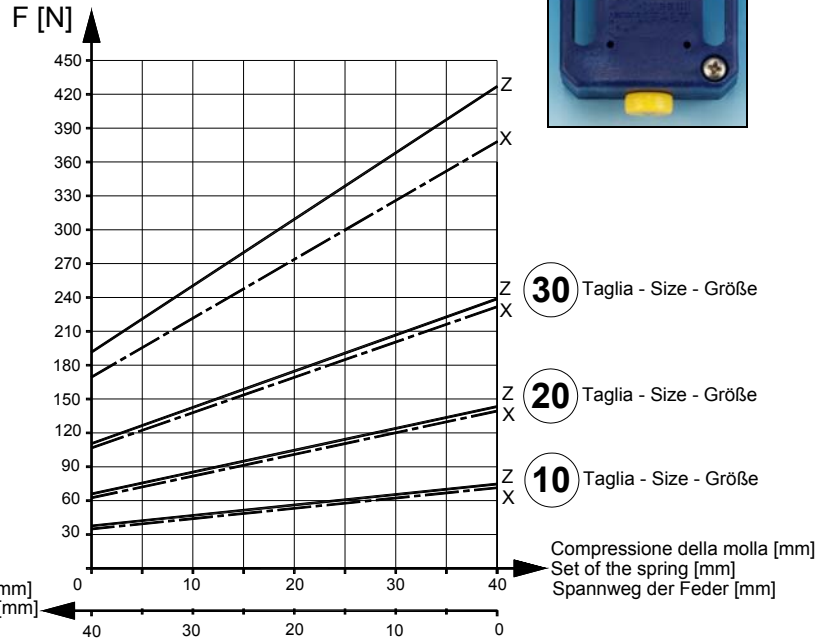 F [N]
450
420
390
360
330
300
270
240
210
180
150
120
90
60
30
Z
X
Z
X
30 Taglia - Size - Größe
Z
X
20 Taglia - Size - Größe
Z
X
10 Taglia - Size - Größe
0 10 20 30 40
Compressione della molla [mm]
Set of the spring [mm]
Spannweg der Feder [mm]
mm]
[mm]
40 30 20 10 0